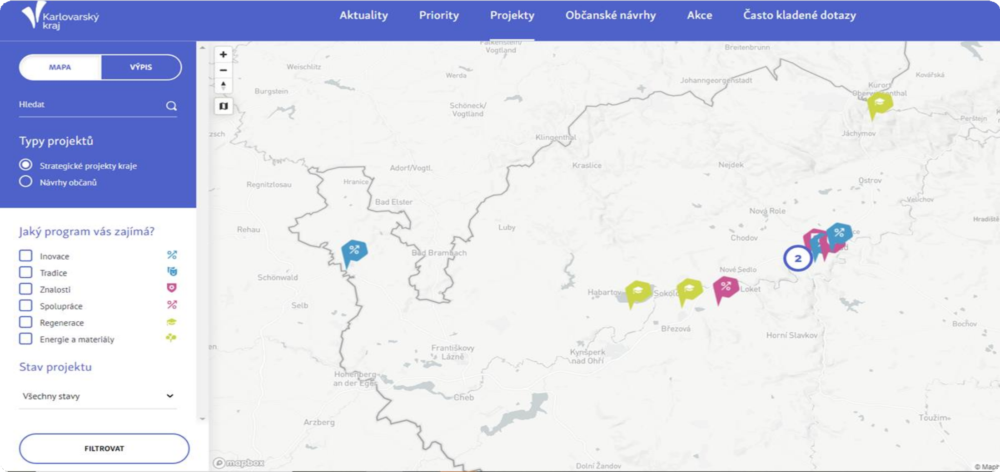 Karlovarský
kraj
Aktuality
Priority
Projekty
Občanské návrhy
Akce
Často kladené dotazy
MAPA
VÝPIS
Hledat
Typy projektů
Strategické projekty kraje
Návrhy občanů
Jaký program vás zajímá?
Inovace
Tradice
Znalosti
Spolupráce
Regenerace
Energie a materiály
Stav projektu
Všechny stavy
FILTROVAT
Falkenstein/
Vogtland
Breitenbrunn
Weischlitz
Werda
Kovářská
Johanngeorgenstadt
Kurort
Oberwiesenthal
Burgstein
Schöneck/
Vogtland
Perštejn
zsch
Jáchymov
Klingenthal
Kraslice
Nejdek
Adorf/Vogtl.
Hranice
Ostrov
Regnitzlosau
Bad Elster
Velichov
Nová Role
Hradiště
Rehau
Luby
ce
Chodov
Bad Brambach
2
Nové Sedlo
Schönwald
Habartov
Sokolo
Loket
Selb
Bochov
Březová
Horní Slavkov
en
Františkovy
Lázně
Kynšperk
nad Ohří
Hohenberg
an der Eger
Cheb
Arzberg
Toužim
Dolní Žandov
mapbox
© Map